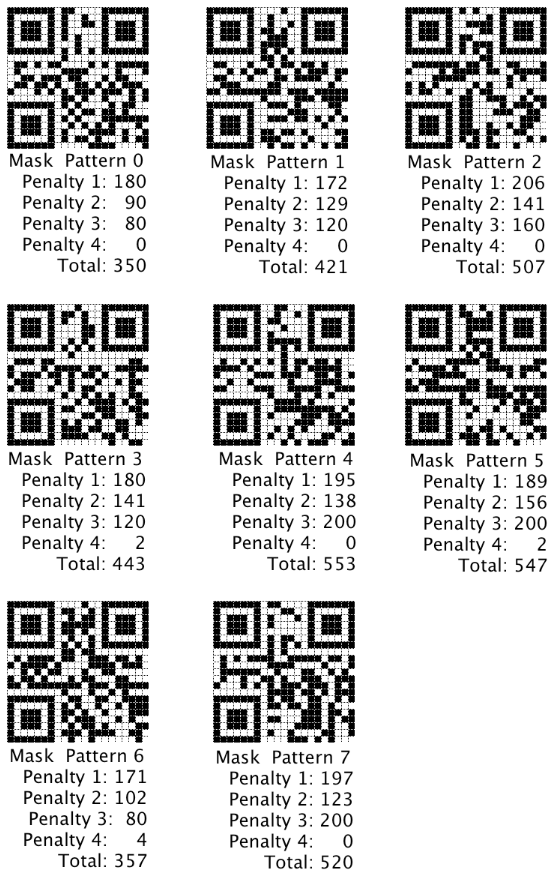 Mask Pattern 0
Penalty 1: 180
Penalty 2: 90
Penalty 3: 80
Penalty 4: 0
Total: 350
Mask Pattern 1
Penalty 1: 172
Penalty 2: 129
Penalty 3: 120
Penalty 4: 0
Total: 421
Mask Pattern 2
Penalty 1: 206
Penalty 2: 141
Penalty 3: 160
Penalty 4: 0
Total: 507
Mask Pattern 3
Penalty 1: 180
Penalty 2: 141
Penalty 3: 120
Penalty 4: 2
Total: 443
Mask Pattern 4
Penalty 1: 195
Penalty 2: 138
Penalty 3: 200
Penalty 4: 0
Total: 553
Mask Pattern 5
Penalty 1: 189
Penalty 2: 156
Penalty 3: 200
Penalty 4: 2
Total: 547
Mask Pattern 6
Penalty 1: 171
Penalty 2: 102
Penalty 3: 80
Penalty 4: 4
Total: 357
Mask Pattern 7
Penalty 1: 197
Penalty 2: 123
Penalty 3: 200
Penalty 4: 0
Total: 520